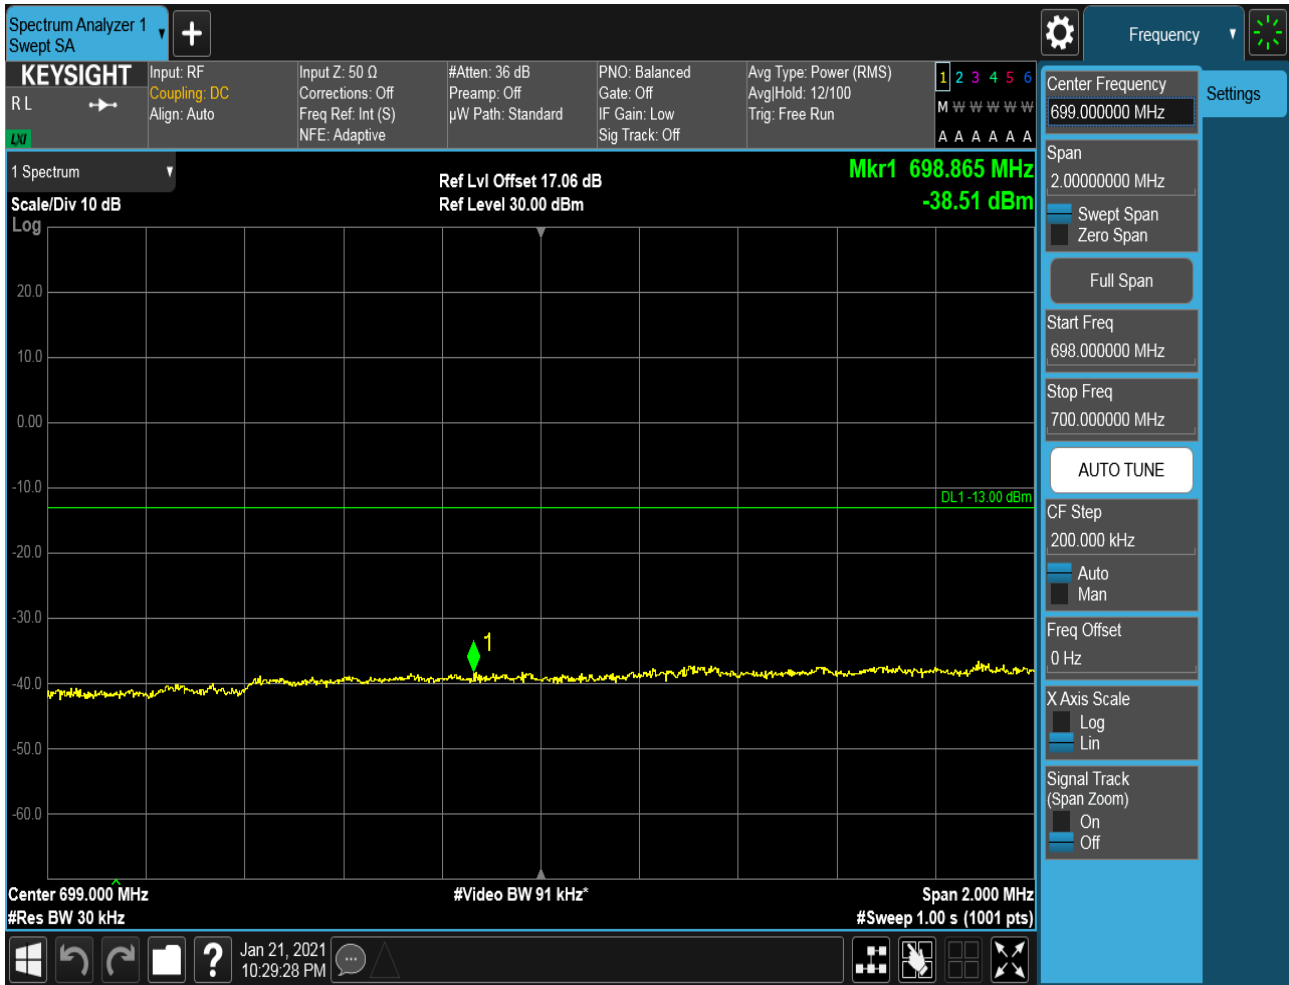 Spectrum Analyzer 1
Swept SA
Frequency
KEYSIGHT
R L
LXI
Input: RF
Coupling: DC
Align: Auto
Input Z: 50 Ω
Corrections: Off
Freq Ref: Int (S)
NFE: Adaptive
#Atten: 36 dB
Preamp: Off
µW Path: Standard
PNO: Balanced
Gate: Off
IF Gain: Low
Sig Track: Off
Avg Type: Power (RMS)
Avg|Hold: 12/100
Trig: Free Run
1 2 3 4 5 6
M W W W W W
A A A A A A
1 Spectrum
Scale/Div 10 dB
Log
Ref Lvl Offset 17.06 dB
Ref Level 30.00 dBm
Mkr1 698.865 MHz
-38.51 dBm
20.0
10.0
0.00
-10.0
-20.0
-30.0
-40.0
-50.0
-60.0
DL1 -13.00 dBm
1
Center 699.000 MHz
#Res BW 30 kHz
#Video BW 91 kHz*
Span 2.000 MHz
#Sweep 1.00 s (1001 pts)
Jan 21, 2021
10:29:28 PM
Center Frequency
699.000000 MHz
Settings
Span
2.00000000 MHz
Swept Span
Zero Span
Full Span
Start Freq
698.000000 MHz
Stop Freq
700.000000 MHz
AUTO TUNE
CF Step
200.000 kHz
Auto
Man
Freq Offset
0 Hz
X Axis Scale
Log
Lin
Signal Track
(Span Zoom)
On
Off